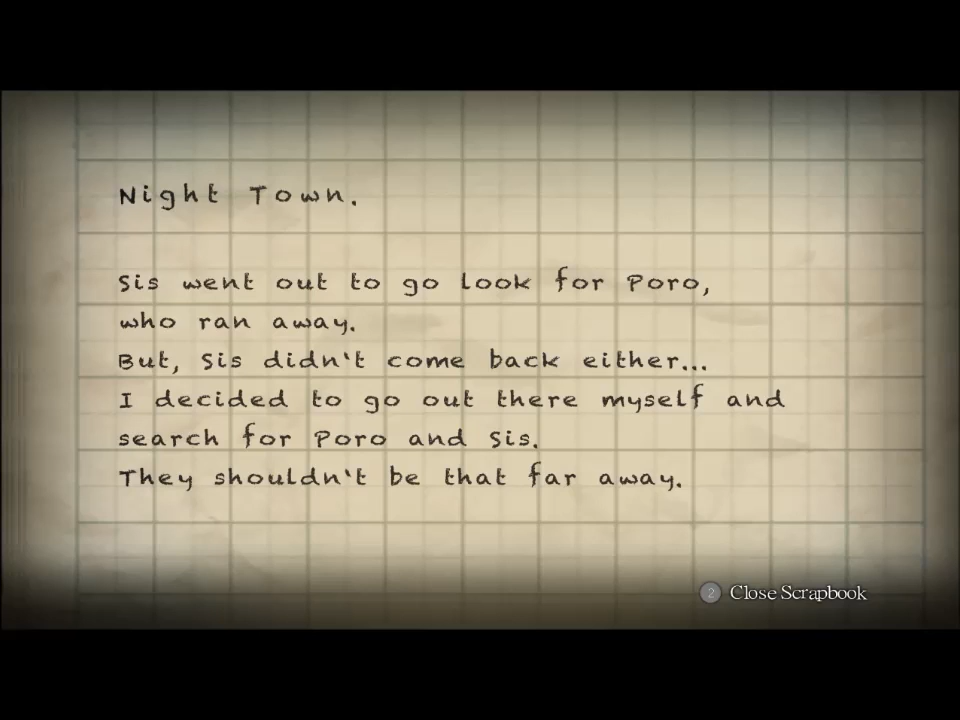 Night Town.
Sis went out to go look for Poro,
who ran away.
But, Sis didn't come back either...
I decided to go out there myself and
search for Poro and Sis.
They shouldn't be that far away.
2 Close Scrapbook